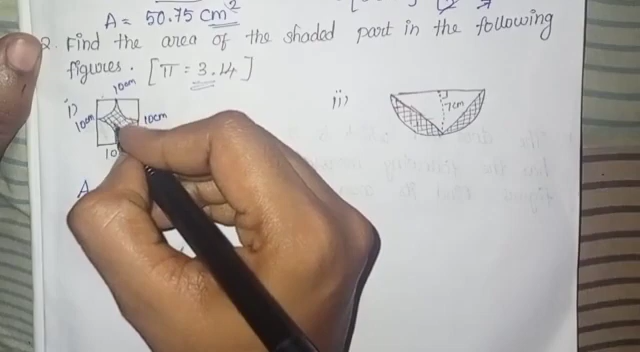 A = 50.75 cm²
2. Find the area of the shaded part in the following
figures. [π = 3.14]
10cm
i)
10cm
10cm
10
ii)
7cm
A